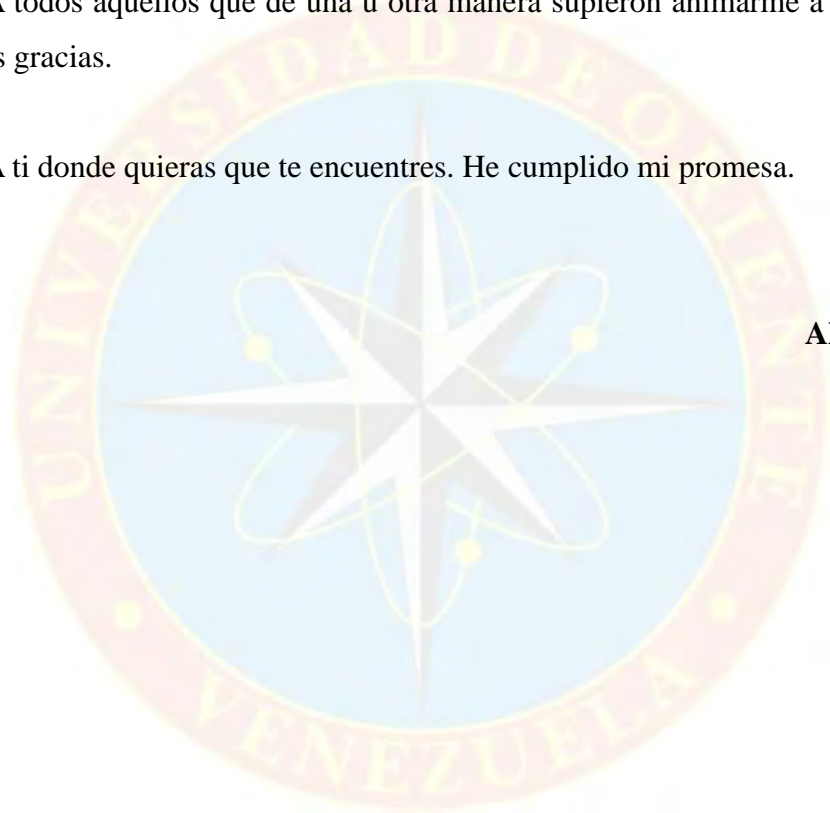 A todos aquellos que de una u otra manera supieron animarme a
s gracias.
A ti donde quieras que te encuentres. He cumplido mi promesa.
UNIVERSIDAD DE ORIENTE
VENEZUELA